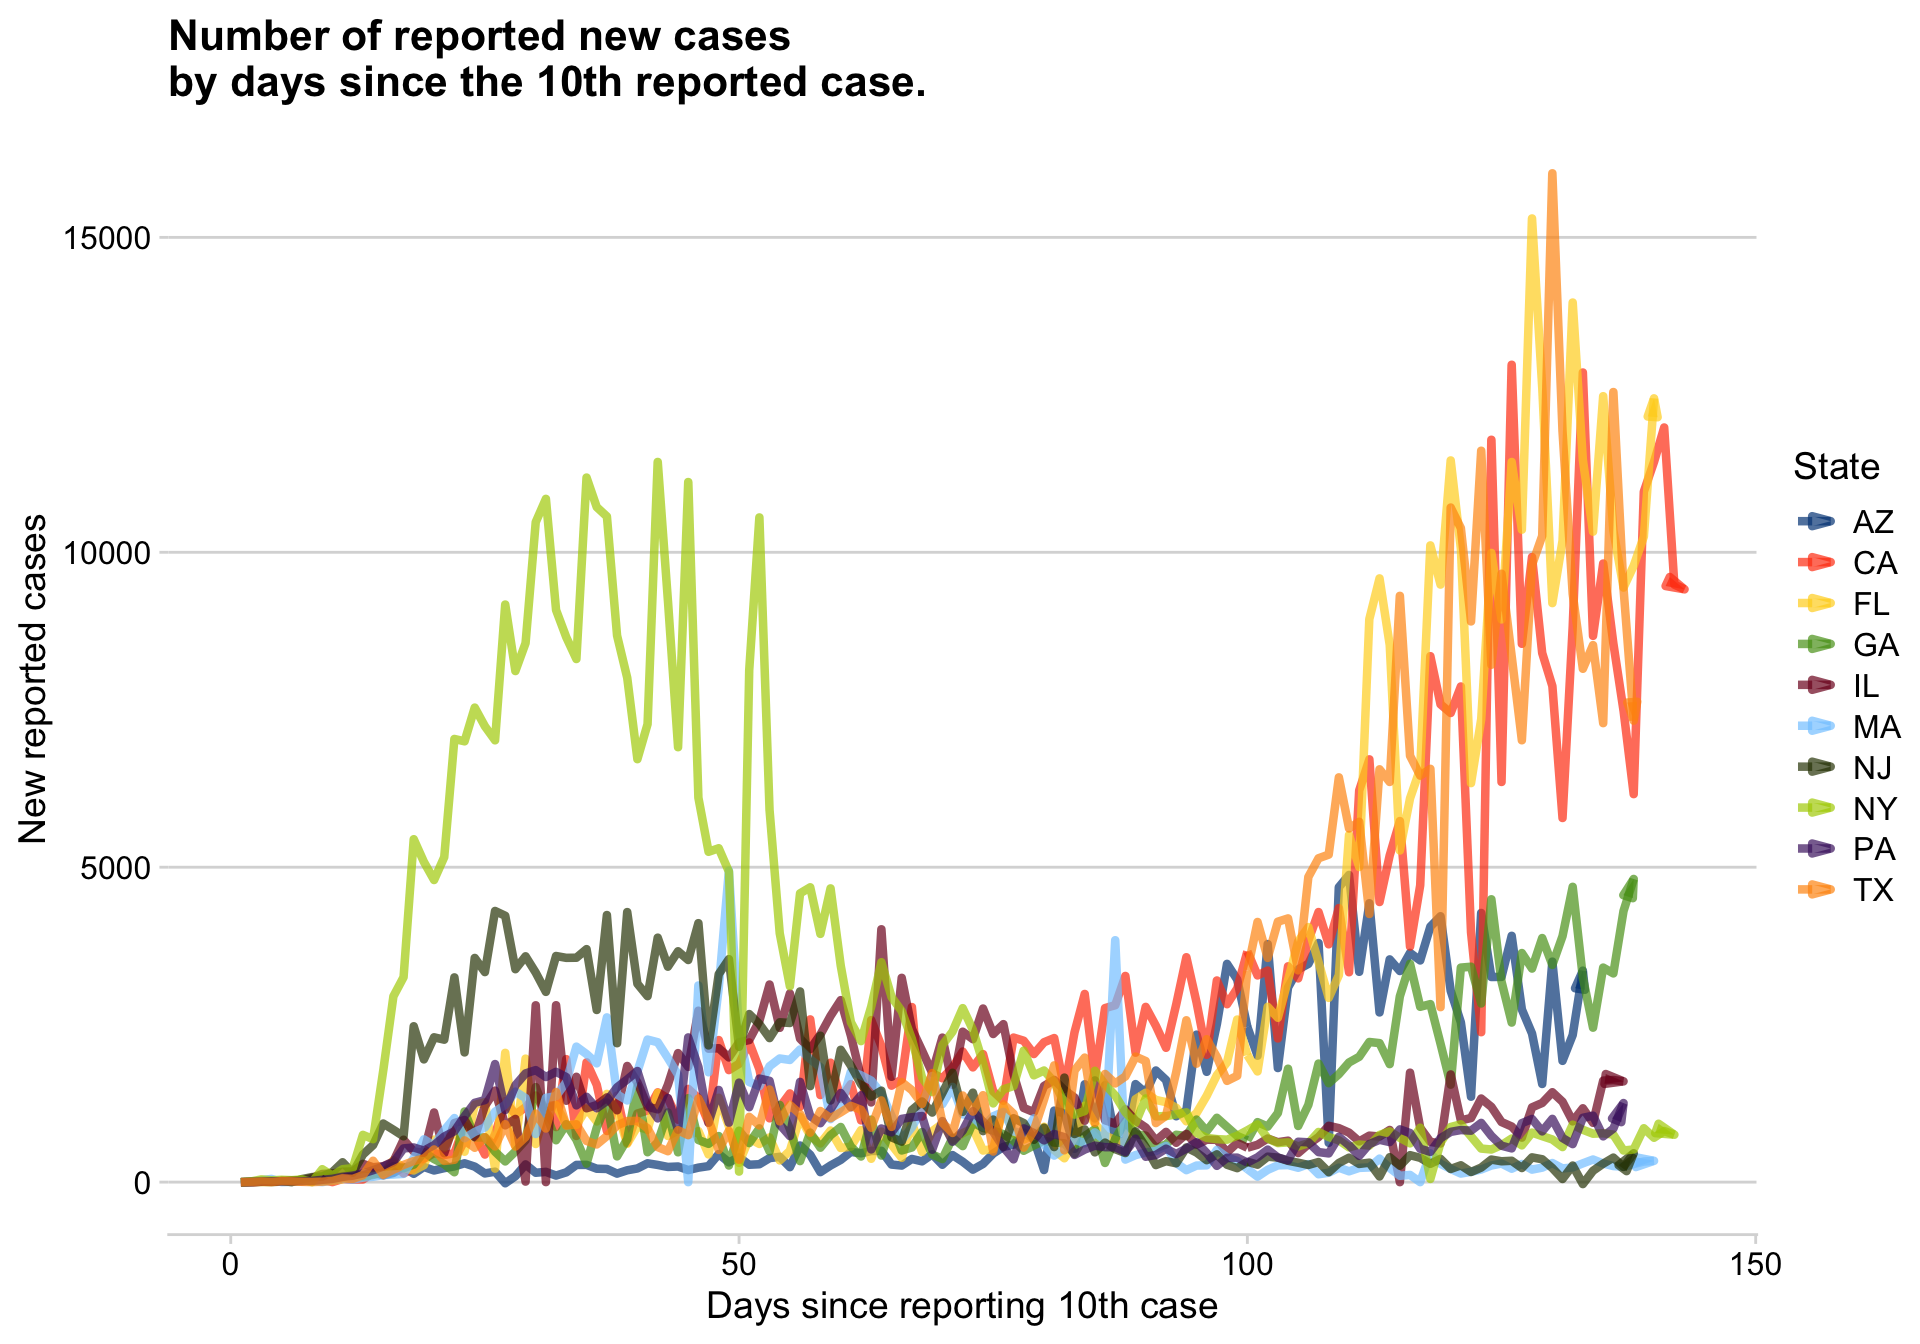 Number of reported new cases
by days since the 10th reported case.
15000
10000
5000
0
New reported cases
0
50
100
150
Days since reporting 10th case
State
AZ
CA
FL
GA
IL
MA
NJ
NY
PA
TX